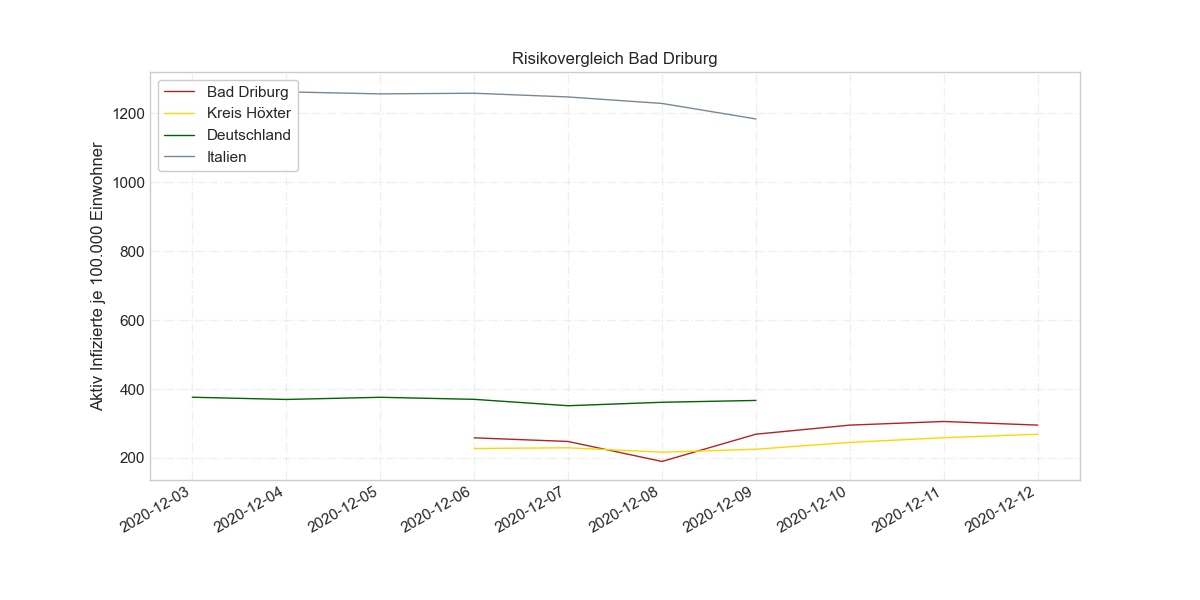 Risikovergleich Bad Driburg
Bad Driburg
Kreis Höxter
Deutschland
Italien
Aktiv Infizierte je 100.000 Einwohner
1200
1000
800
600
400
200
2020-12-03
2020-12-04
2020-12-05
2020-12-06
2020-12-07
2020-12-08
2020-12-09
2020-12-10
2020-12-11
2020-12-12